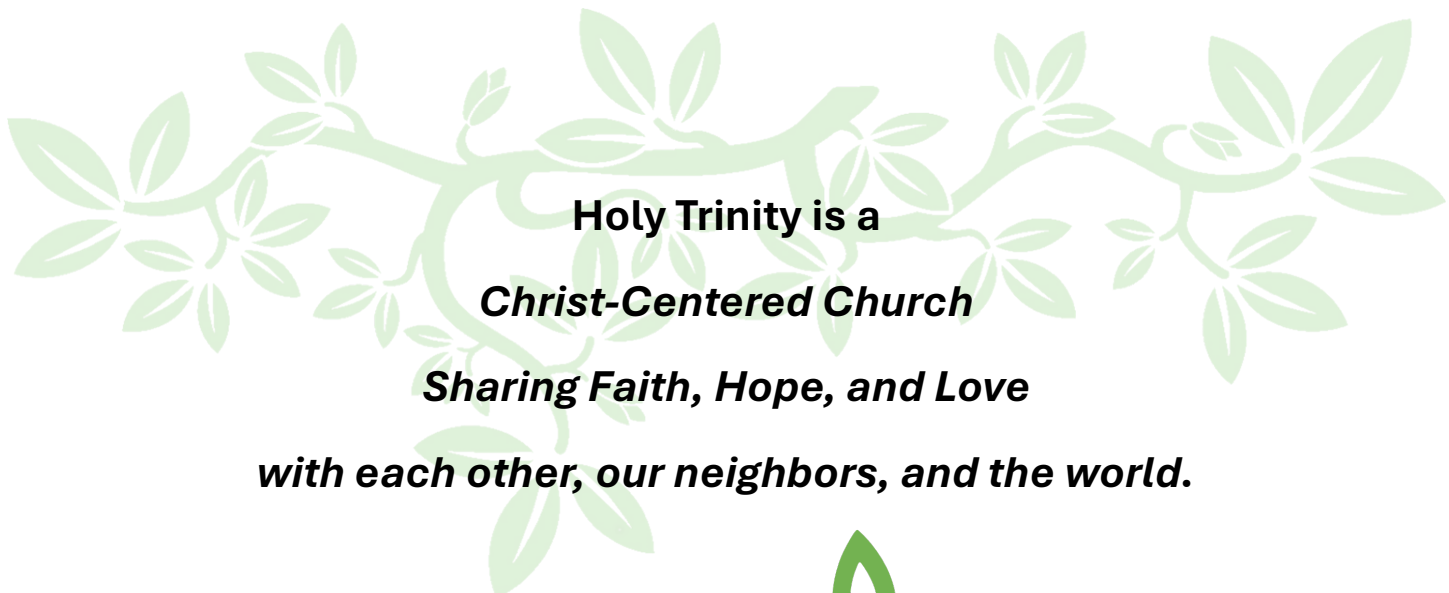 Holy Trinity is a
Christ-Centered Church
Sharing Faith, Hope, and Love
with each other, our neighbors, and the world.